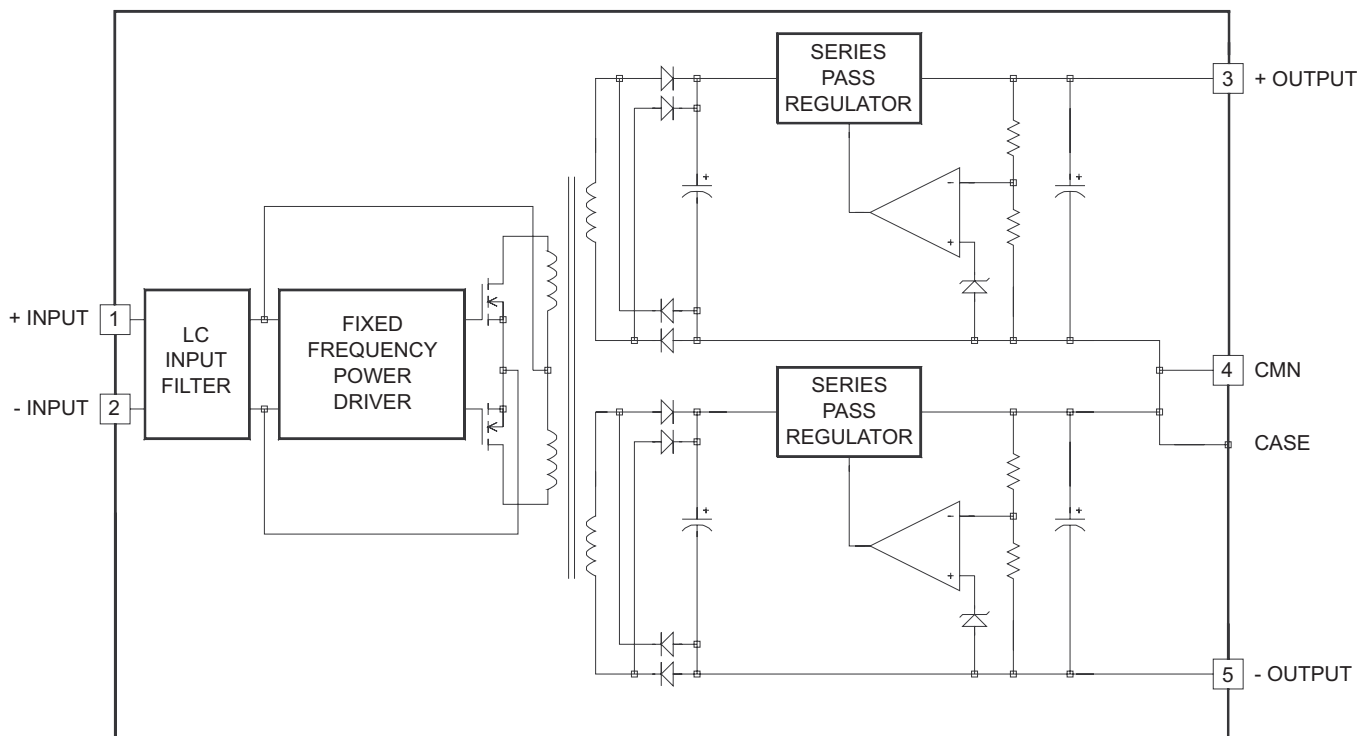 SERIES
PASS
REGULATOR
3
+ OUTPUT
+
+
-
+
+ INPUT
1
LC
INPUT
FILTER
FIXED
FREQUENCY
POWER
DRIVER
- INPUT
2
SERIES
PASS
REGULATOR
4
CMN
CASE
+
+
-
+
5
- OUTPUT